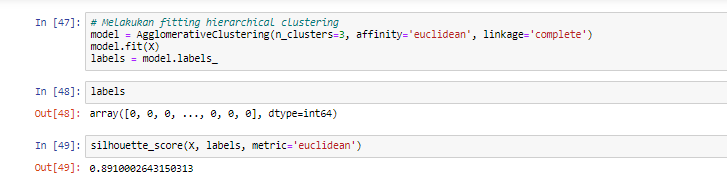 In [47]: # Melakukan fitting hierarchical clustering
model = AgglomerativeClustering(n_clusters=3, affinity='euclidean', linkage='complete')
model.fit(X)
labels = model.labels_
In [48]: labels
Out[48]: array([0, 0, 0, ..., 0, 0, 0], dtype=int64)
In [49]: silhouette_score(X, labels, metric='euclidean')
Out[49]: 0.8910002643150313